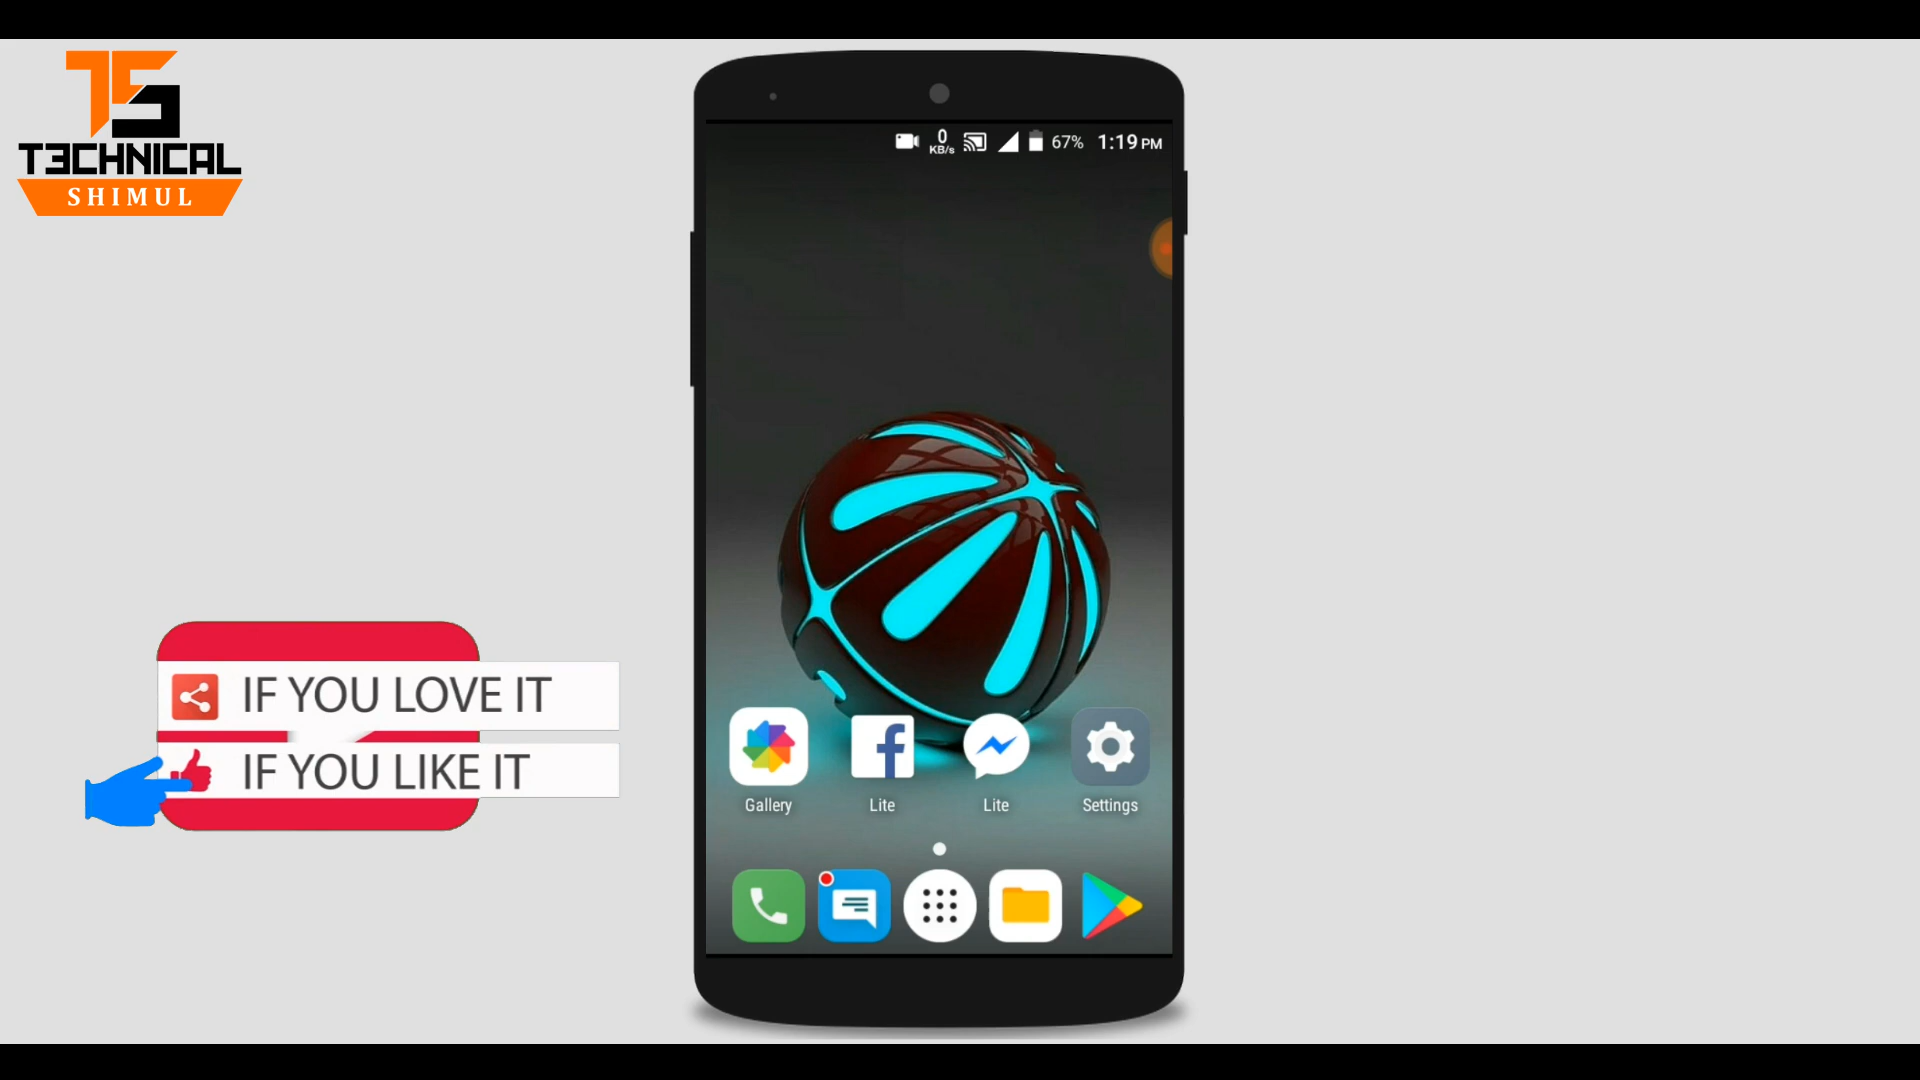 TS
T3CHNICAL
SHIMUL
0
KB/s
67%
1:19 PM
IF YOU LOVE IT
IF YOU LIKE IT
Gallery
Lite
Lite
Settings